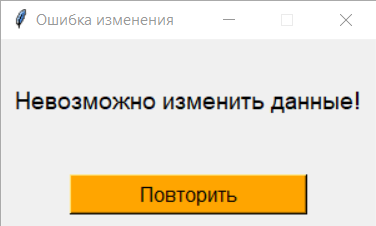 Ошибка изменения
Невозможно изменить данные!
Повторить